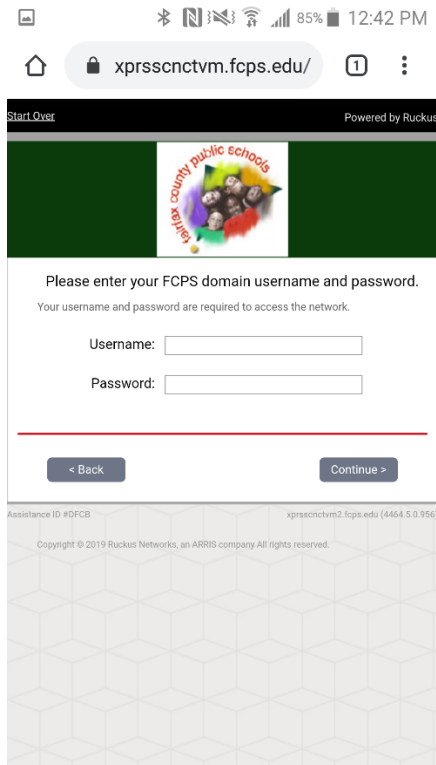 85% 12:42 PM
xprsscnctvm.fcps.edu/
1
Start Over
Powered by Ruckus
fairfax county public schools
Please enter your FCPS domain username and password.
Your username and password are required to access the network.
Username:
Password:
< Back
Continue >
Assistance ID #DFCB
xprsscnctvm2.fcps.edu (4464.5.0.956)
Copyright © 2019 Ruckus Networks, an ARRIS company All rights reserved.